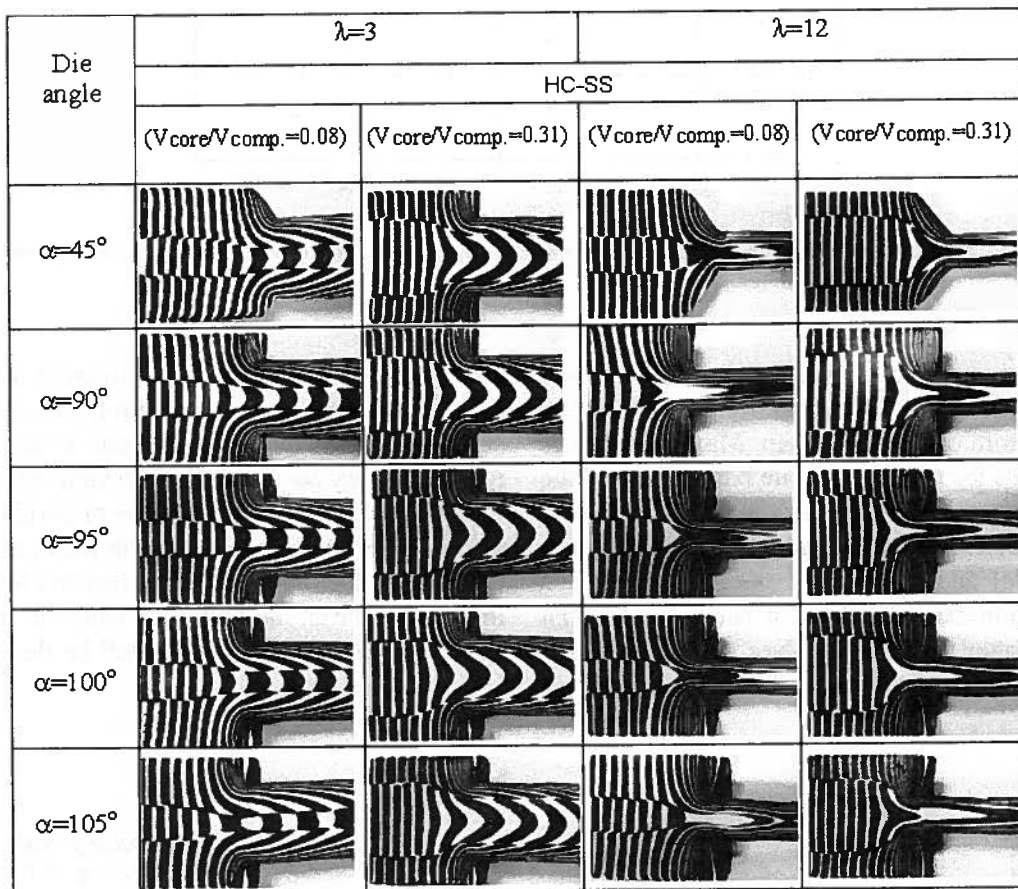 Die
angle
λ=3
λ=12
HC-SS
(Vcore/Vcomp.=0.08)
(Vcore/Vcomp.=0.31)
(Vcore/Vcomp.=0.08)
(Vcore/Vcomp.=0.31)
α=45°
α=90°
α=95°
α=100°
α=105°